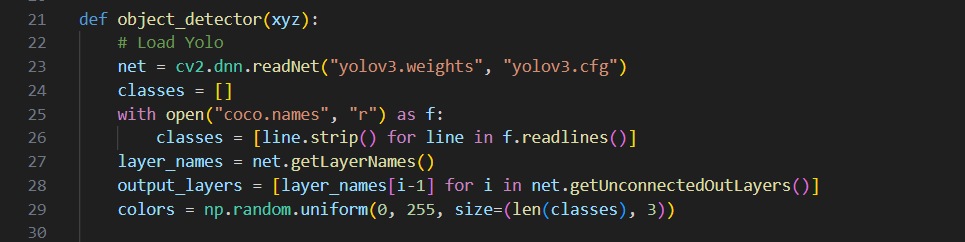 21 def object_detector(xyz):
22     # Load Yolo
23     net = cv2.dnn.readNet("yolov3.weights", "yolov3.cfg")
24     classes = []
25     with open("coco.names", "r") as f:
26         classes = [line.strip() for line in f.readlines()]
27     layer_names = net.getLayerNames()
28     output_layers = [layer_names[i-1] for i in net.getUnconnectedOutLayers()]
29     colors = np.random.uniform(0, 255, size=(len(classes), 3))
30